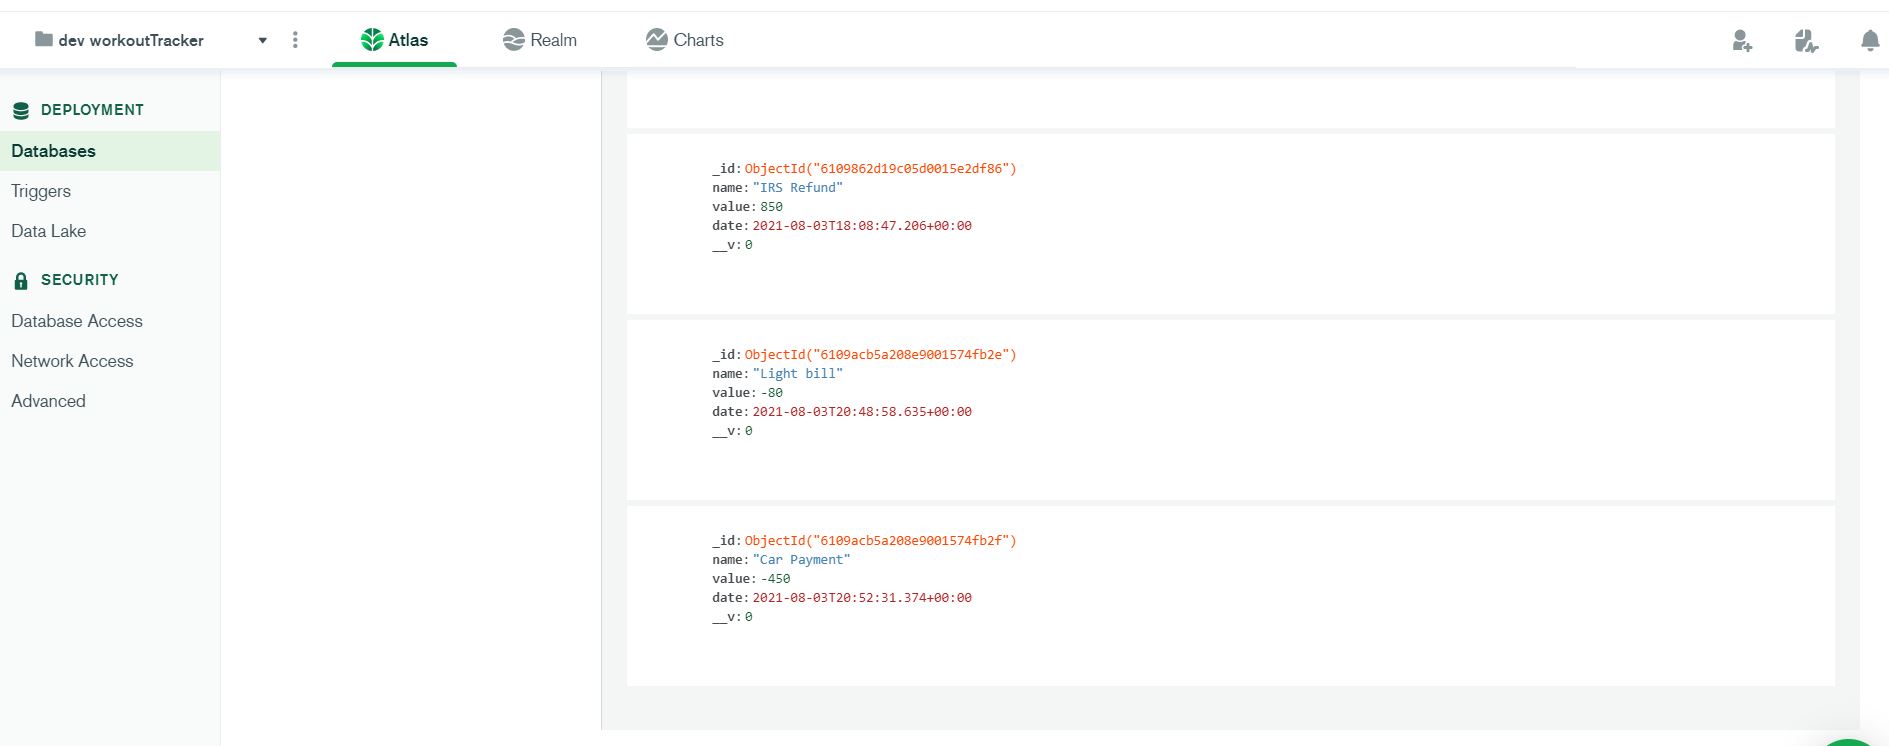 dev workoutTracker
Atlas
Realm
Charts
DEPLOYMENT
Databases
Triggers
Data Lake
SECURITY
Database Access
Network Access
Advanced
_id: ObjectId("6109862d19c05d0015e2df86")
name: "IRS Refund"
value: 850
date: 2021-08-03T18:08:47.206+00:00
__v: 0
_id: ObjectId("6109acb5a208e9001574fb2e")
name: "Light bill"
value: -80
date: 2021-08-03T20:48:58.635+00:00
__v: 0
_id: ObjectId("6109acb5a208e9001574fb2f")
name: "Car Payment"
value: -450
date: 2021-08-03T20:52:31.374+00:00
__v: 0